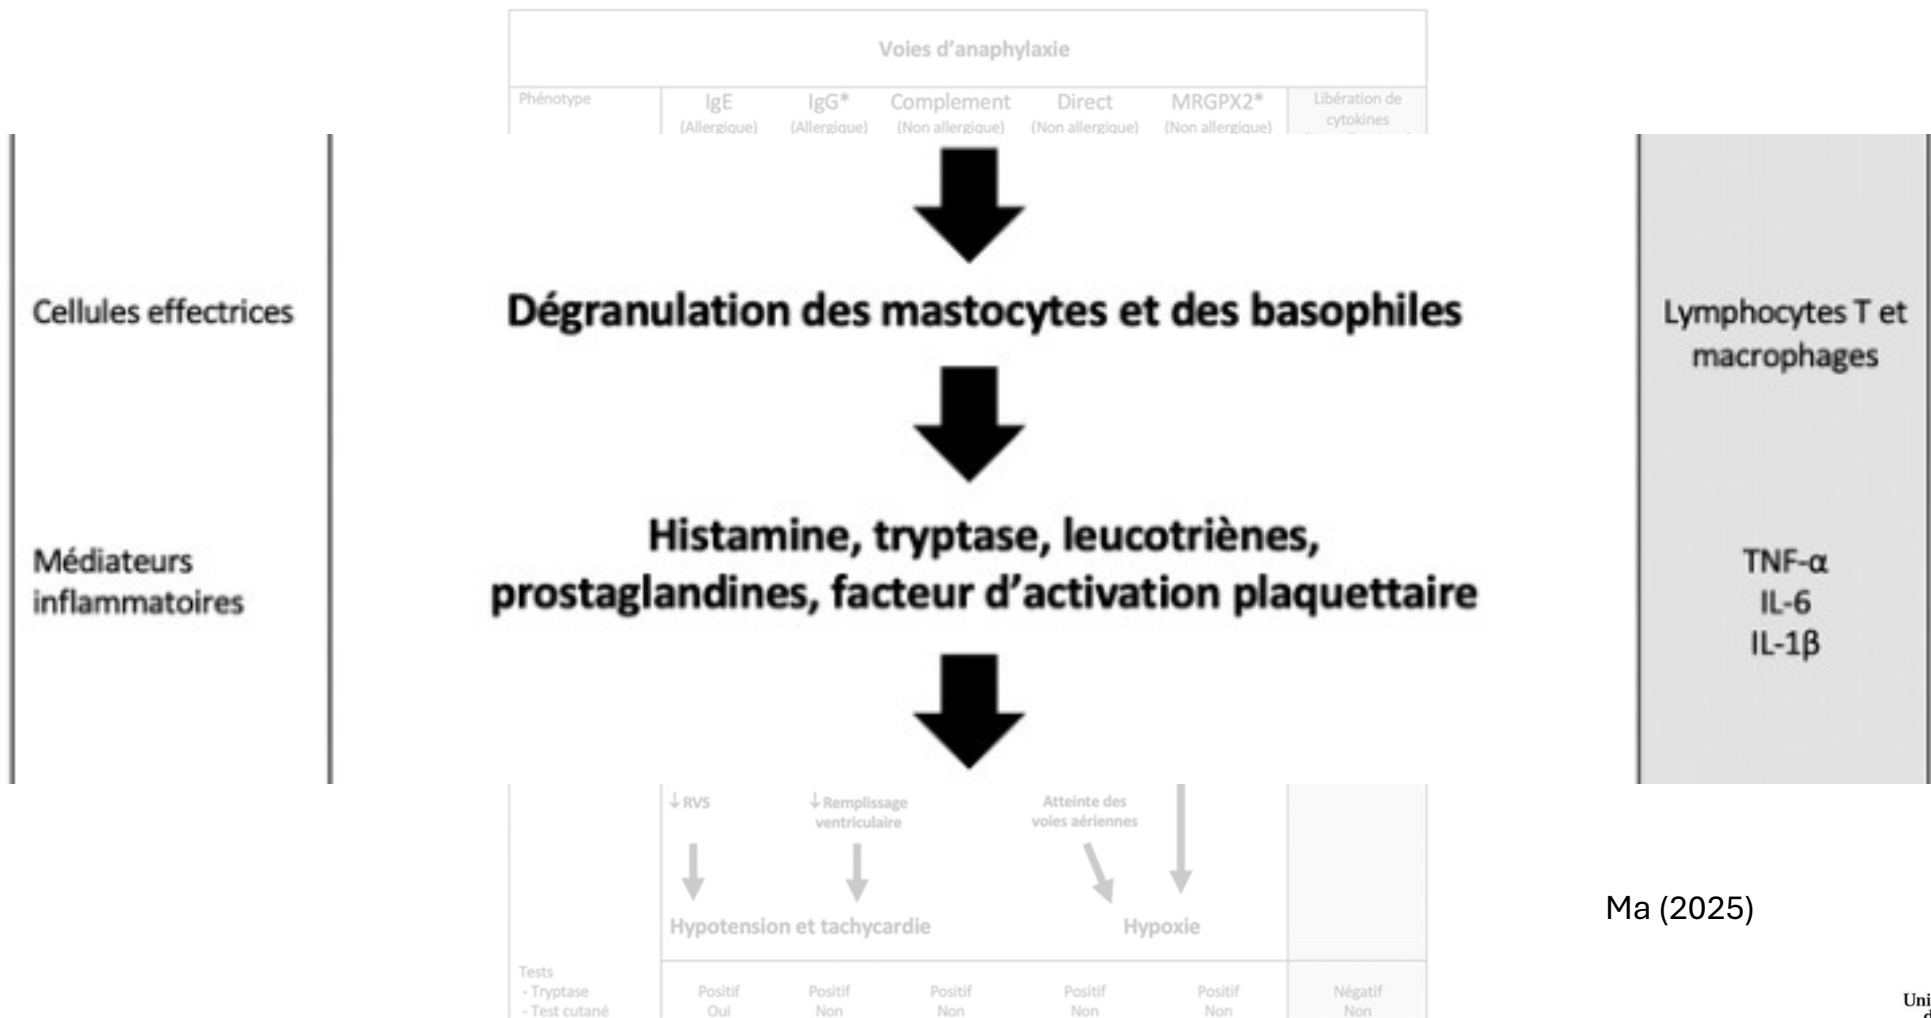 Voies d'anaphylaxie
Phénotype IgE IgG* Complement Direct MRGPX2* Libération de
(Allergique) (Allergique) (Non allergique) (Non allergique) (Non allergique) cytokines
Cellules effectrices Dégranulation des mastocytes et des basophiles Lymphocytes T et
macrophages
Médiateurs Histamine, tryptase, leucotriènes, TNF-α
inflammatoires prostaglandines, facteur d'activation plaquettaire IL-6
IL-1β
↓ RVS ↓ Remplissage Atteinte des
ventriculaire voies aériennes
Hypotension et tachycardie Hypoxie
Ma (2025)
Tests
- Tryptase Positif Positif Positif Positif Positif Négatif
- Test cutané Oui Non Non Non Non Non
Uni